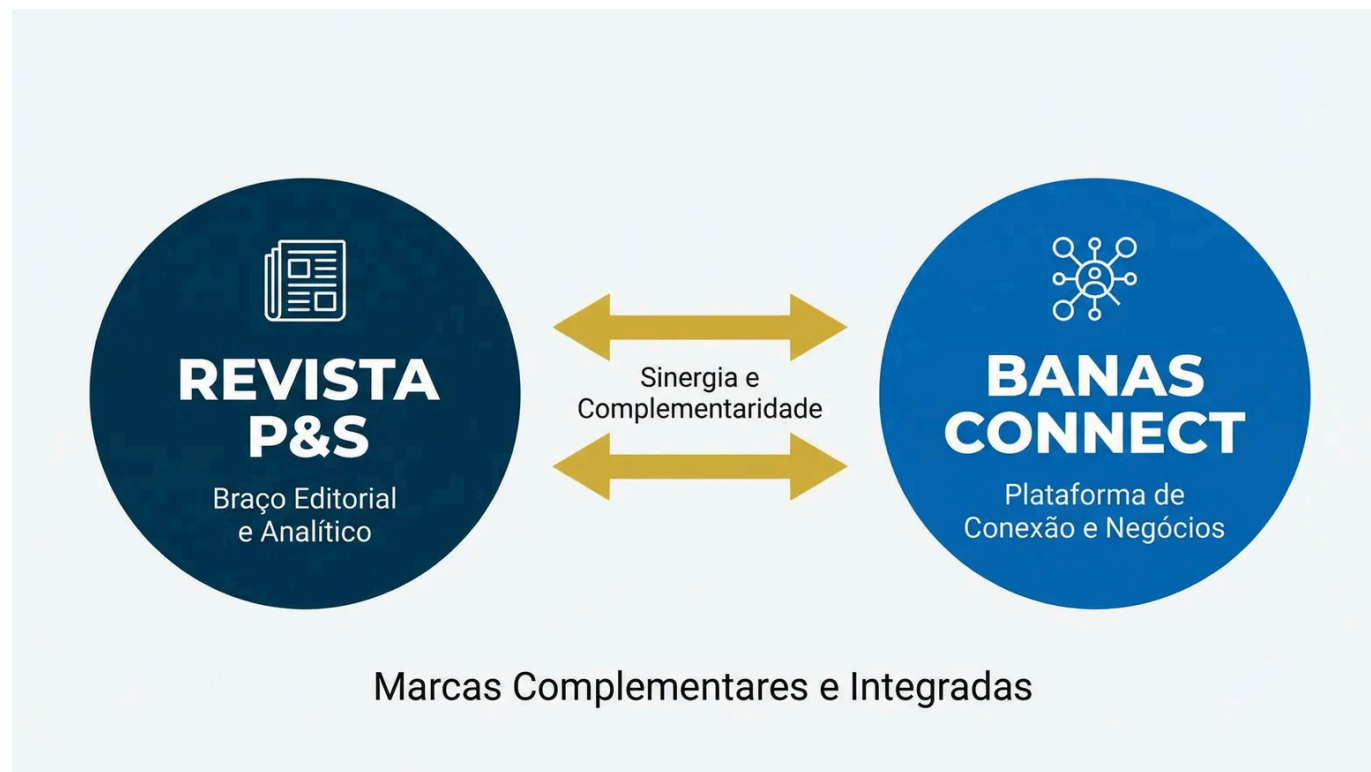 REVISTA
P&S
Braço Editorial
e Analítico
Sinergia e
Complementaridade
BANAS
CONNECT
Plataforma de
Conexão e Negócios
Marcas Complementares e Integradas